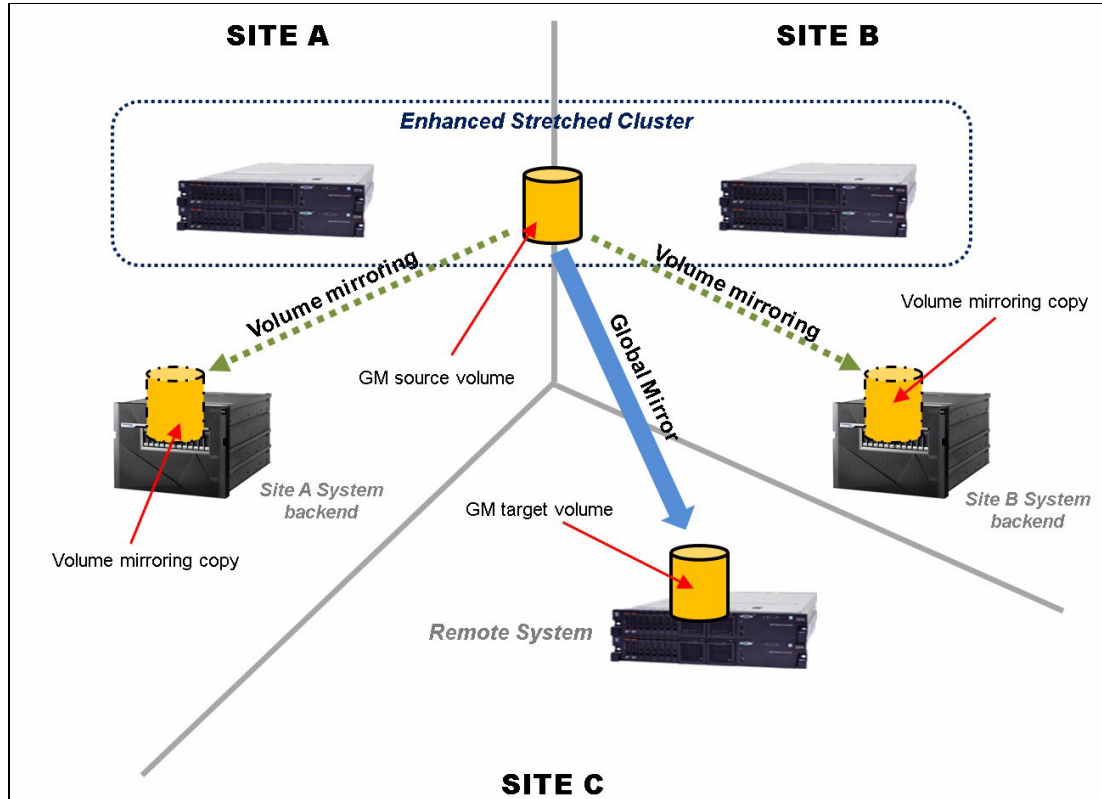 SITE A
SITE B
Enhanced Stretched Cluster
Volume mirroring
Volume mirroring
Volume mirroring copy
GM source volume
Global Mirror
Site A System
backend
Site B System
backend
GM target volume
Volume mirroring copy
Remote System
SITE C